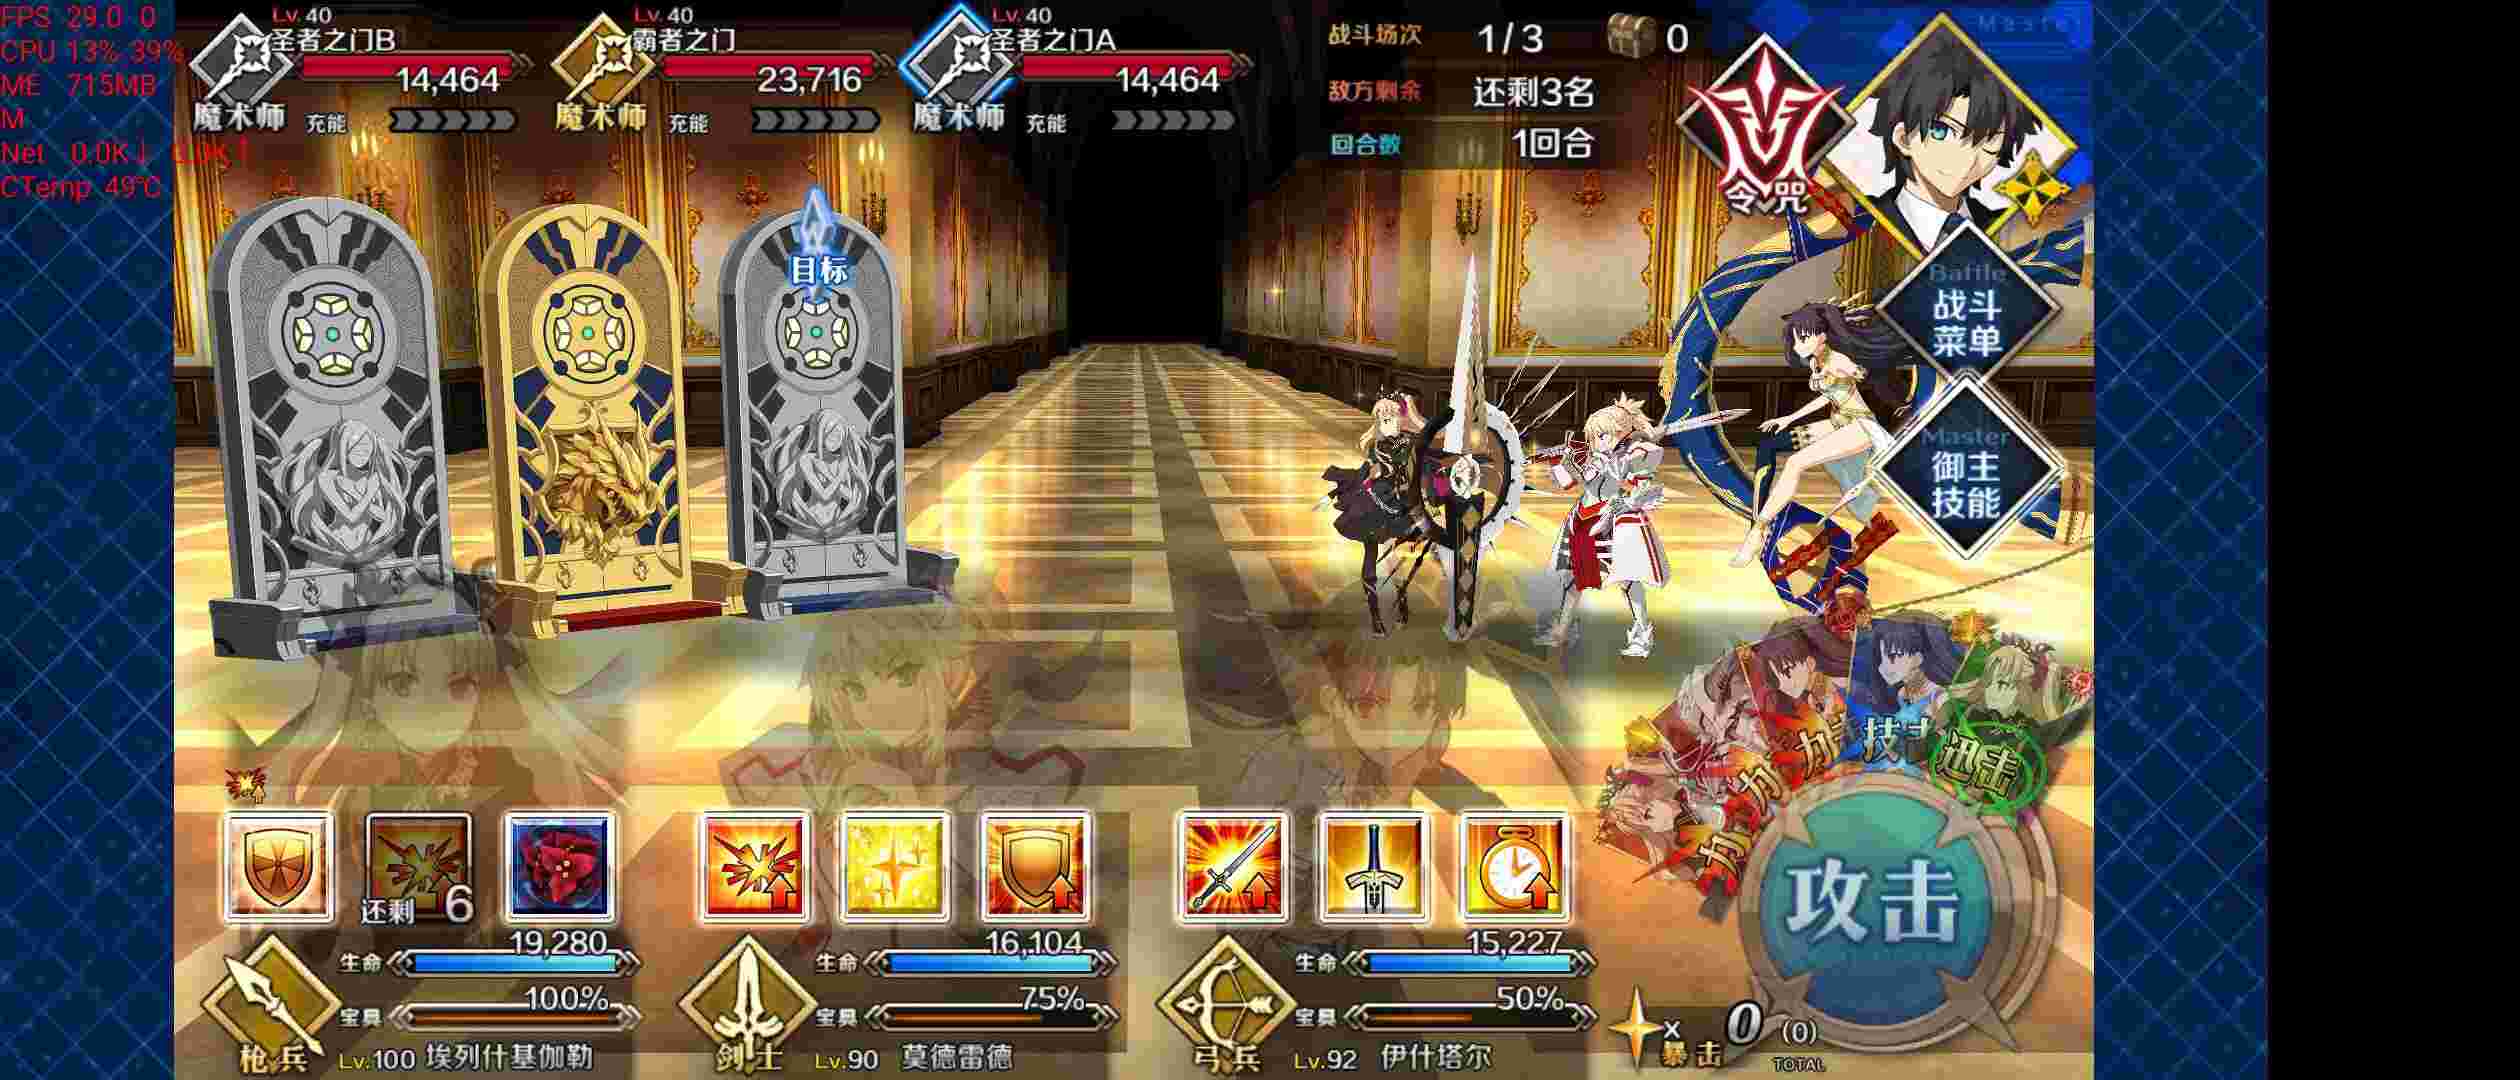 FPS 29.0 0
CPU 13% 39%
ME 715MB
M
Net 0.0K↓ 0.0K↑
CTemp 49℃
Lv.40
圣者之门B
14,464
魔术师 充能
Lv.40
霸者之门
23,716
魔术师 充能
Lv.40
圣者之门A
14,464
魔术师 充能
战斗场次 1/3 0
敌方剩余 还剩3名
回合数 1回合
令咒
Master
Battle
战斗
菜单
Master
御主
技能
目标
力
力
力
技
迅击
攻击
还剩 6
生命 19,280
宝具 100%
枪兵 Lv.100 埃列什基伽勒
生命 16,104
宝具 75%
剑士 Lv.90 莫德雷德
生命 15,227
宝具 50%
弓兵 Lv.92 伊什塔尔
×
暴击 0 (0)
TOTAL